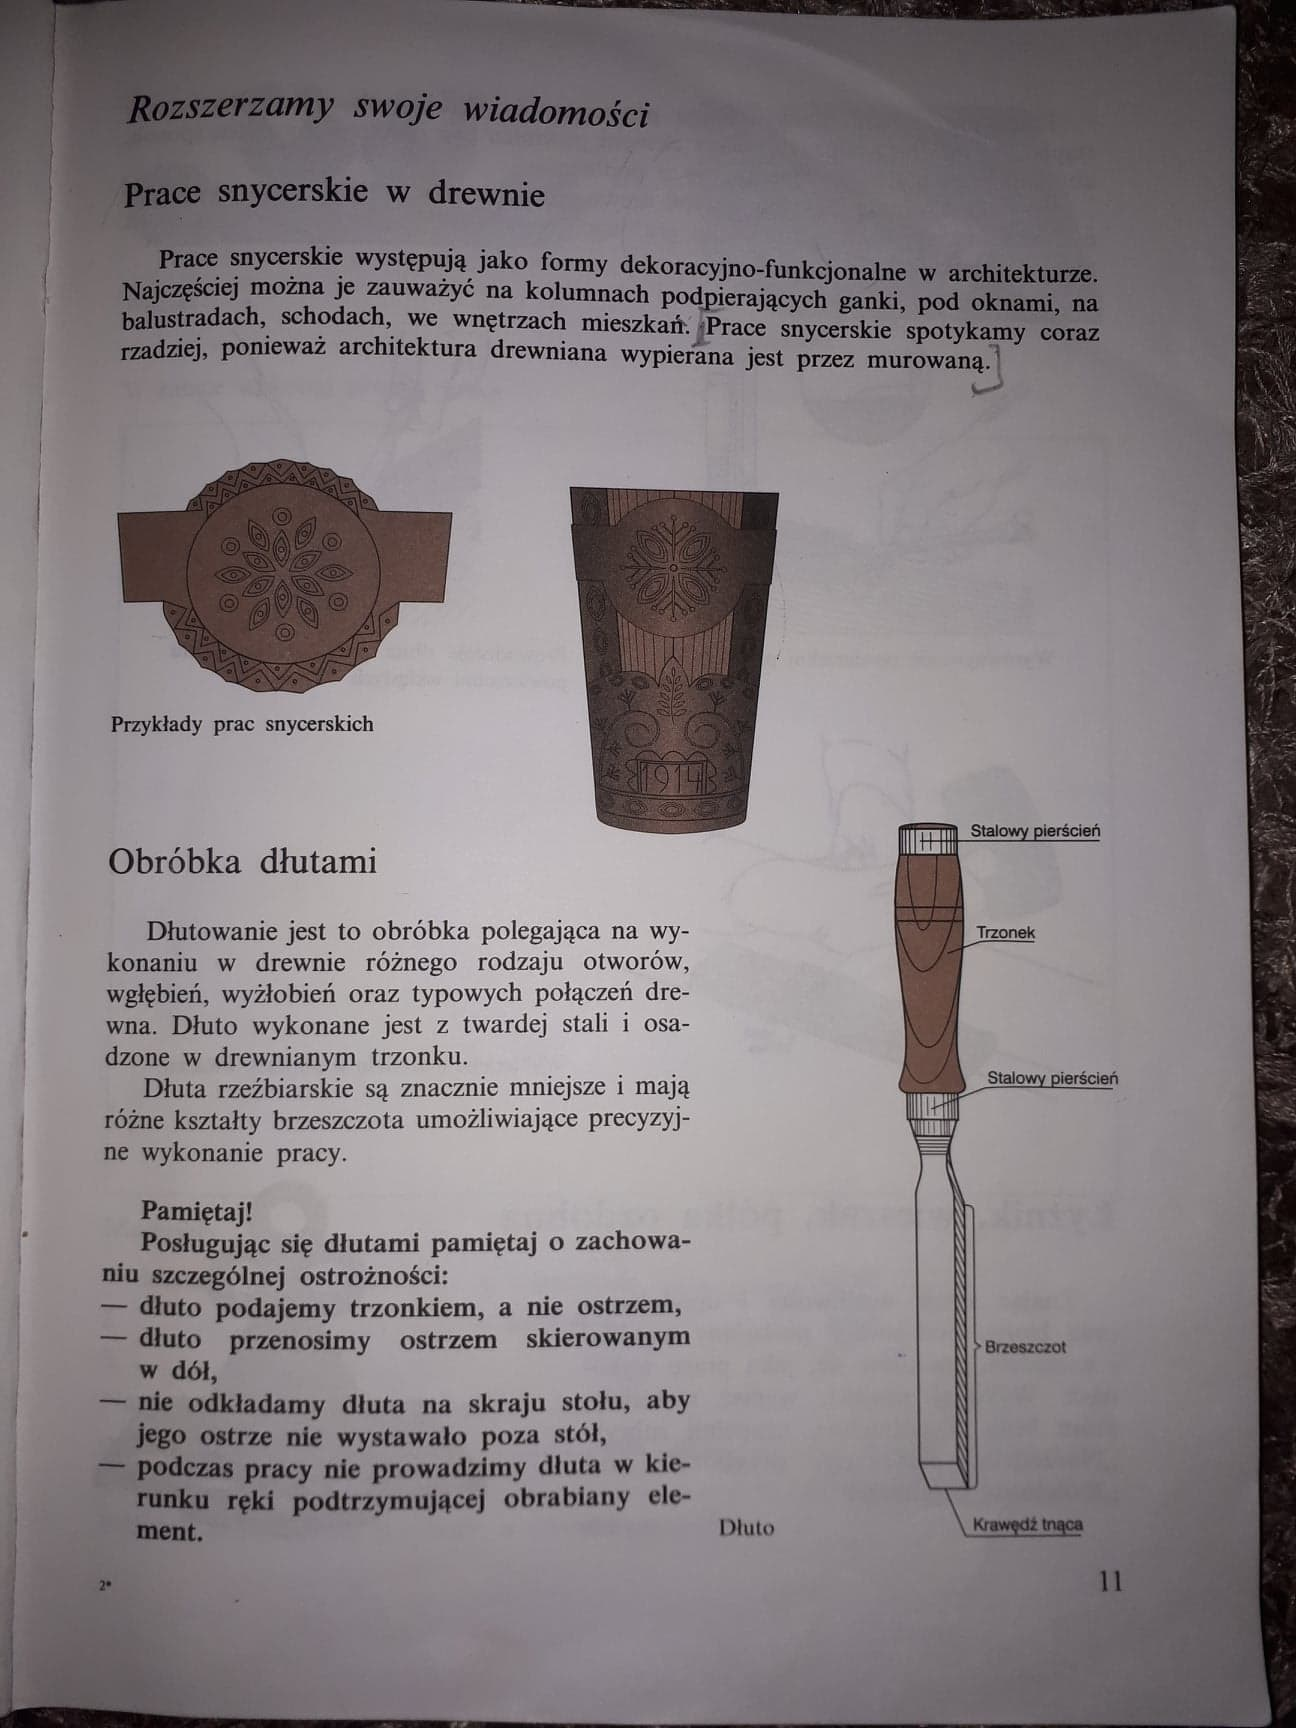 Rozszerzamy swoje wiadomości
Prace snycerskie w drewnie
Prace snycerskie występują jako formy dekoracyjno-funkcjonalne w architekturze.
Najczęściej można je zauważyć na kolumnach podpierających ganki, pod oknami, na
balustradach, schodach, we wnętrzach mieszkań. Prace snycerskie spotykamy coraz
rzadziej, ponieważ architektura drewniana wypierana jest przez murowaną.
1914
Przykłady prac snycerskich
Obróbka dłutami
Dłutowanie jest to obróbka polegająca na wy-
konaniu w drewnie różnego rodzaju otworów,
wgłębień, wyżłobień oraz typowych połączeń dre-
wna. Dłuto wykonane jest z twardej stali i osa-
dzone w drewnianym trzonku.
Dłuta rzeźbiarskie są znacznie mniejsze i mają
różne kształty brzeszczota umożliwiające precyzyj-
ne wykonanie pracy.
Pamiętaj!
Posługując się dłutami pamiętaj o zachowa-
niu szczególnej ostrożności:
— dłuto podajemy trzonkiem, a nie ostrzem,
— dłuto przenosimy ostrzem skierowanym
w dół,
— nie odkładamy dłuta na skraju stołu, aby
jego ostrze nie wystawało poza stół,
— podczas pracy nie prowadzimy dłuta w kie-
runku ręki podtrzymującej obrabiany ele-
ment.
Stalowy pierścień
Trzonek
Stalowy pierścień
Brzeszczot
Krawędź tnąca
Dłuto
2*
11